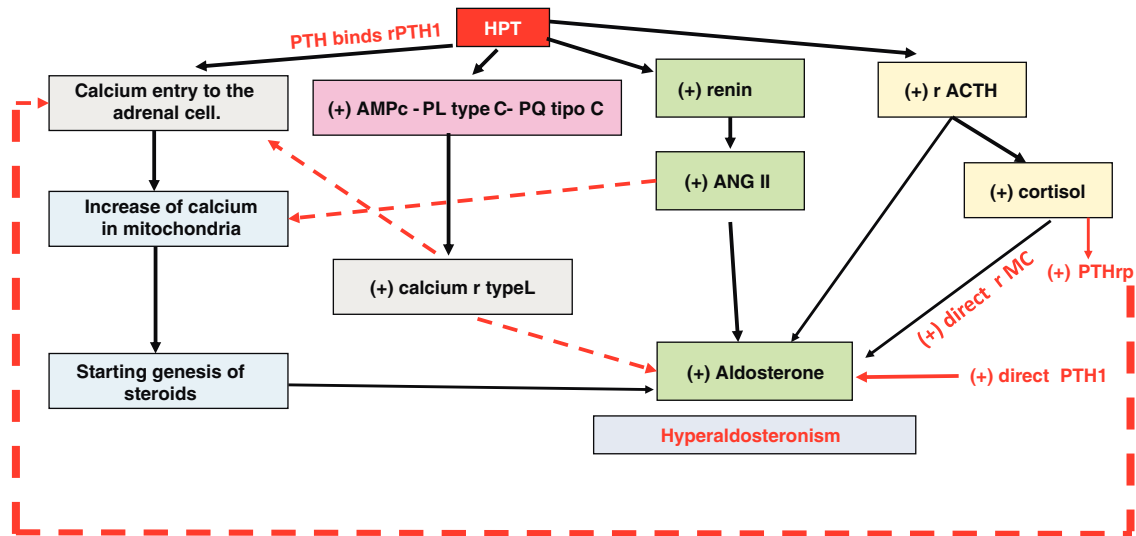 HPT
PTH binds rPTH1
Calcium entry to the
adrenal cell.
(+) AMPc - PL type C- PQ tipo C
(+) renin
(+) r ACTH
Increase of calcium
in mitochondria
(+) ANG II
(+) cortisol
(+) calcium r typeL
(+) direct r MC
(+) PTHrp
Starting genesis of
steroids
(+) Aldosterone
(+) direct PTH1
Hyperaldosteronism